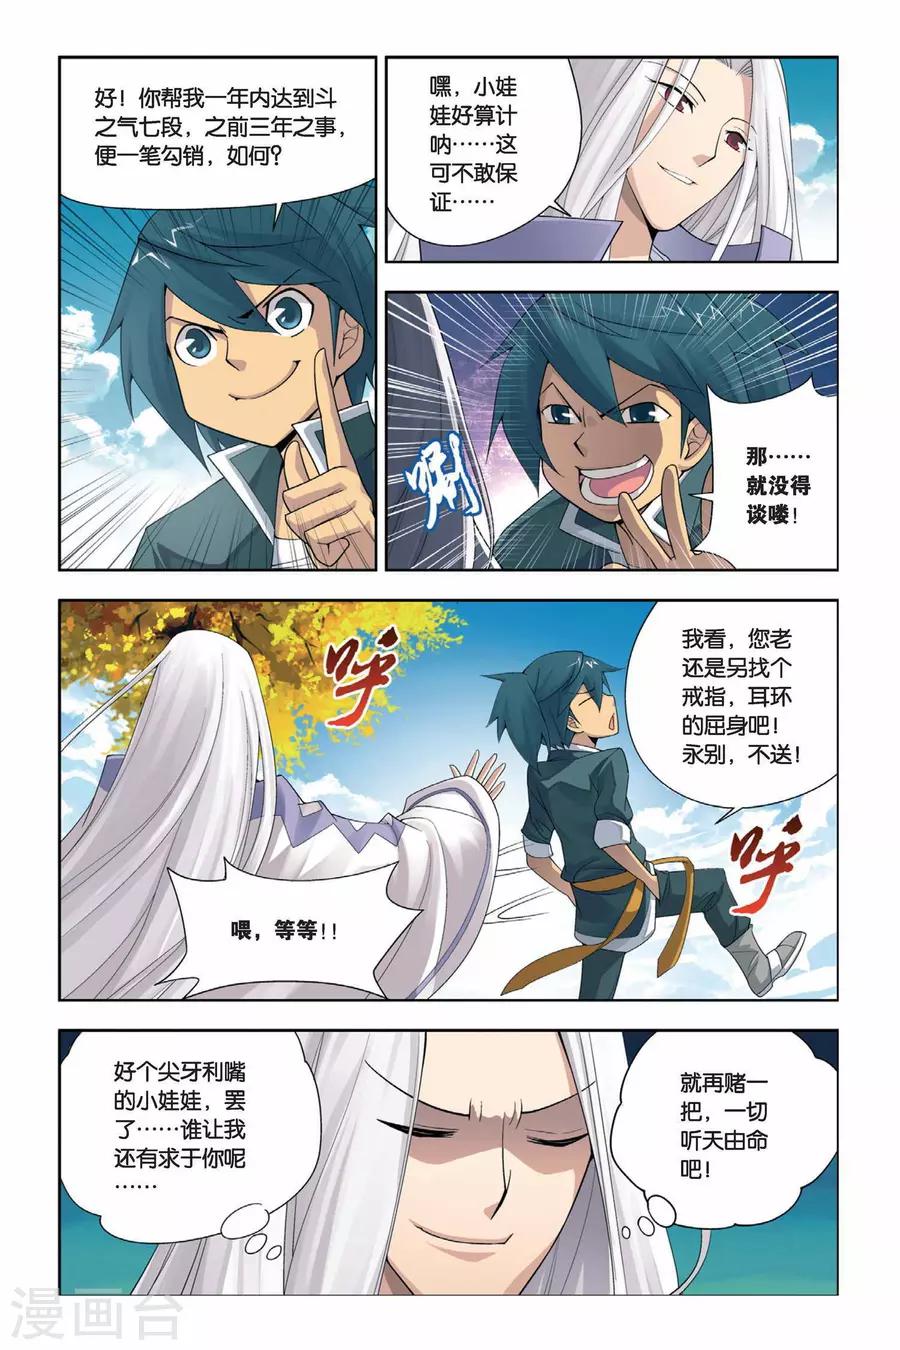 好！你帮我一年内达到斗
之气七段，之前三年之事，
便一笔勾销，如何？
嘿，小娃
娃好算计
呐……这
可不敢保
证……
唰
那……
就没得
谈喽！
呼
我看，您老
还是另找个
戒指，耳环
的屈身吧！
永别，不送！
呼
喂，等等！！
好个尖牙利嘴
的小娃娃，罢
了……谁让我
还有求于你呢
……
就再赌一
把，一切
听天由命
吧！
漫画台